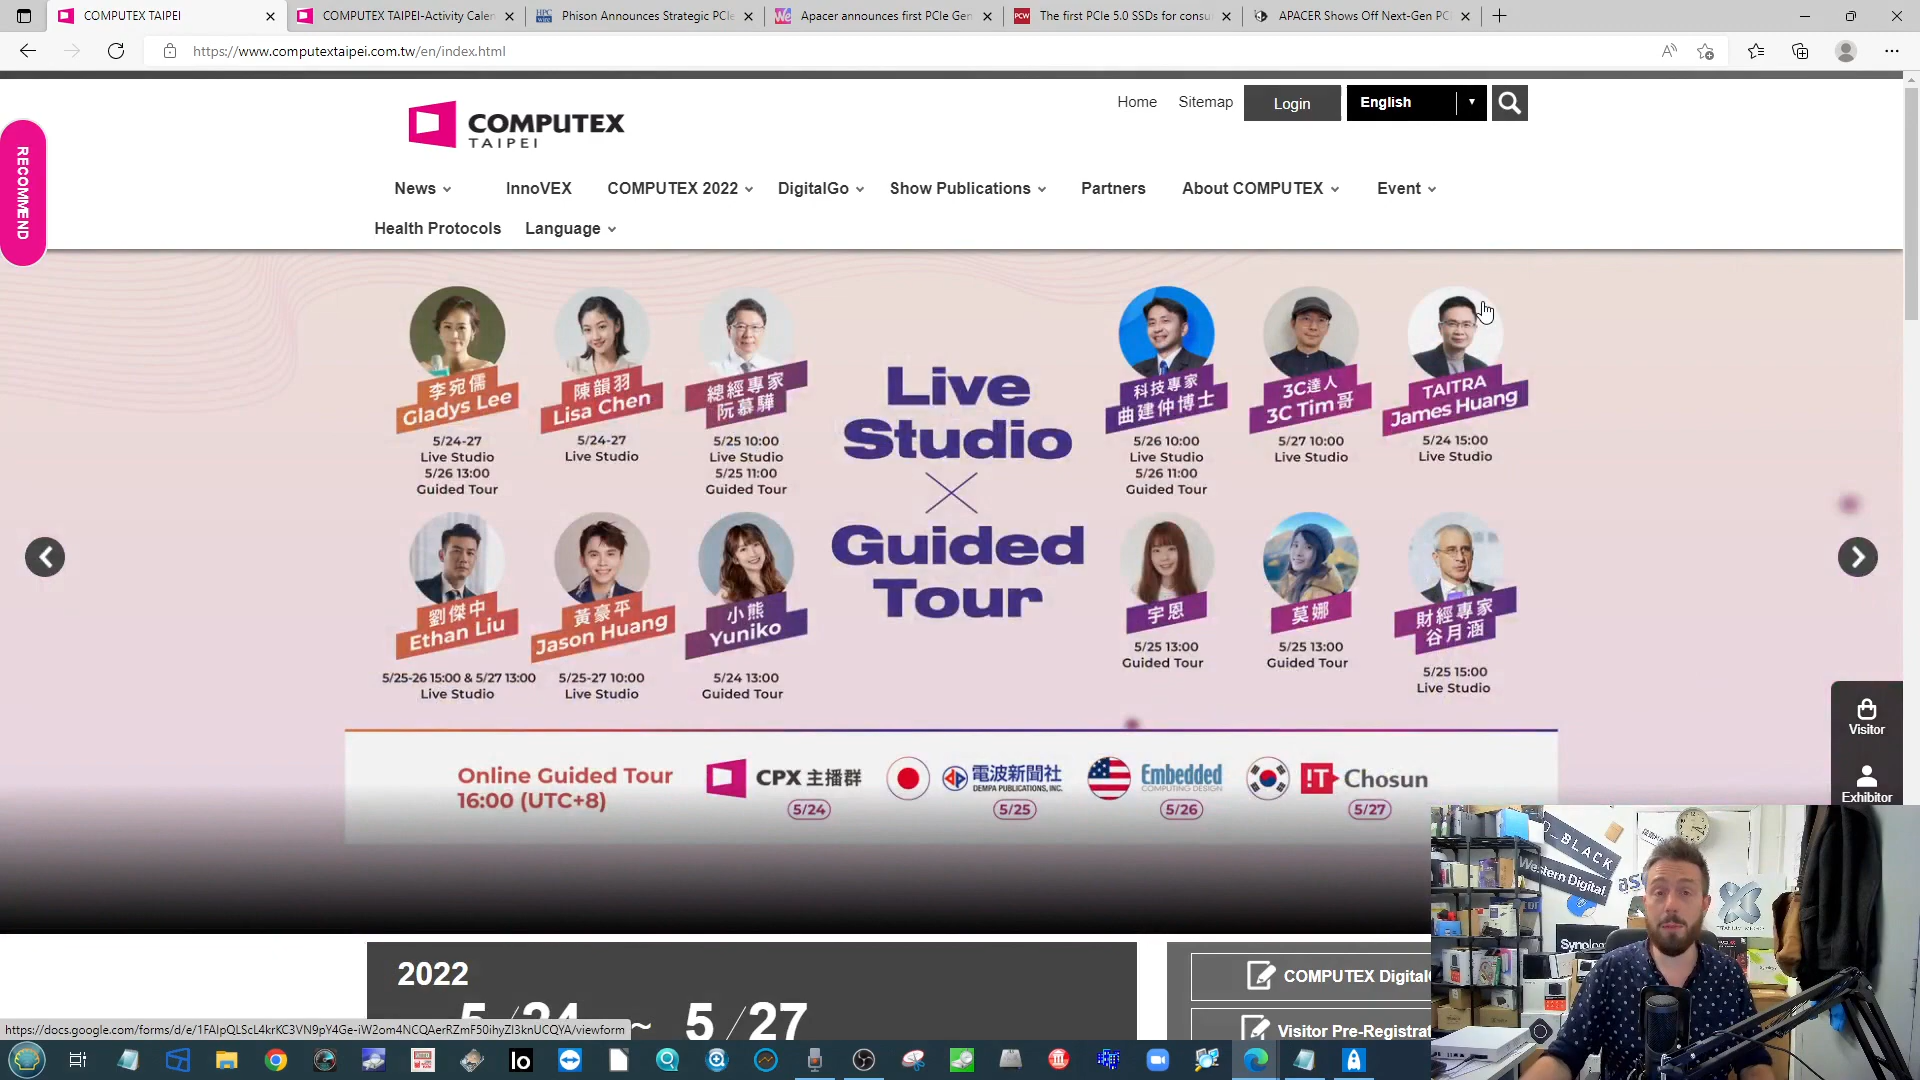 COMPUTEX TAIPEI
COMPUTEX TAIPEI-Activity Calen
HPC wire
Phison Announces Strategic PCIe
Apacer announces first PCIe Gen
PCW
The first PCIe 5.0 SSDs for consu
APACER Shows Off Next-Gen PC
https://www.computextaipei.com.tw/en/index.html
COMPUTEX
TAIPEI
Home
Sitemap
Login
English
RECOMMEND
News
InnoVEX
COMPUTEX 2022
DigitalGo
Show Publications
Partners
About COMPUTEX
Event
Health Protocols
Language
李宛儒
Gladys Lee
5/24-27
Live Studio
5/26 13:00
Guided Tour
陳韻羽
Lisa Chen
5/24-27
Live Studio
總經專家
阮慕驊
5/25 10:00
Live Studio
5/25 11:00
Guided Tour
Live
Studio
Guided
Tour
科技專家
曲建仲博士
5/26 10:00
Live Studio
5/26 11:00
Guided Tour
3C達人
3C Tim哥
5/27 10:00
Live Studio
TAITRA
James Huang
5/24 15:00
Live Studio
劉傑中
Ethan Liu
5/25-26 15:00 & 5/27 13:00
Live Studio
黃豪平
Jason Huang
5/25-27 10:00
Live Studio
小熊
Yuniko
5/24 13:00
Guided Tour
宇恩
5/25 13:00
Guided Tour
莫娜
5/25 13:00
Guided Tour
財經專家
谷月涵
5/25 15:00
Live Studio
Online Guided Tour
16:00 (UTC+8)
CPX 主播群
5/24
電波新聞社
DEMPA PUBLICATIONS, INC.
5/25
Embedded
COMPUTING DESIGN
5/26
IT Chosun
5/27
Visitor
Exhibitor
2022
5/24 ~ 5/27
COMPUTEX Digital
Visitor Pre-Registrat
BLACK
Western Digital
Synology
https://docs.google.com/forms/d/e/1FAIpQLScL4krKC3VN9pY4Ge-iW2om4NCQAerRZmF50ihyZI3knUCQYA/viewform